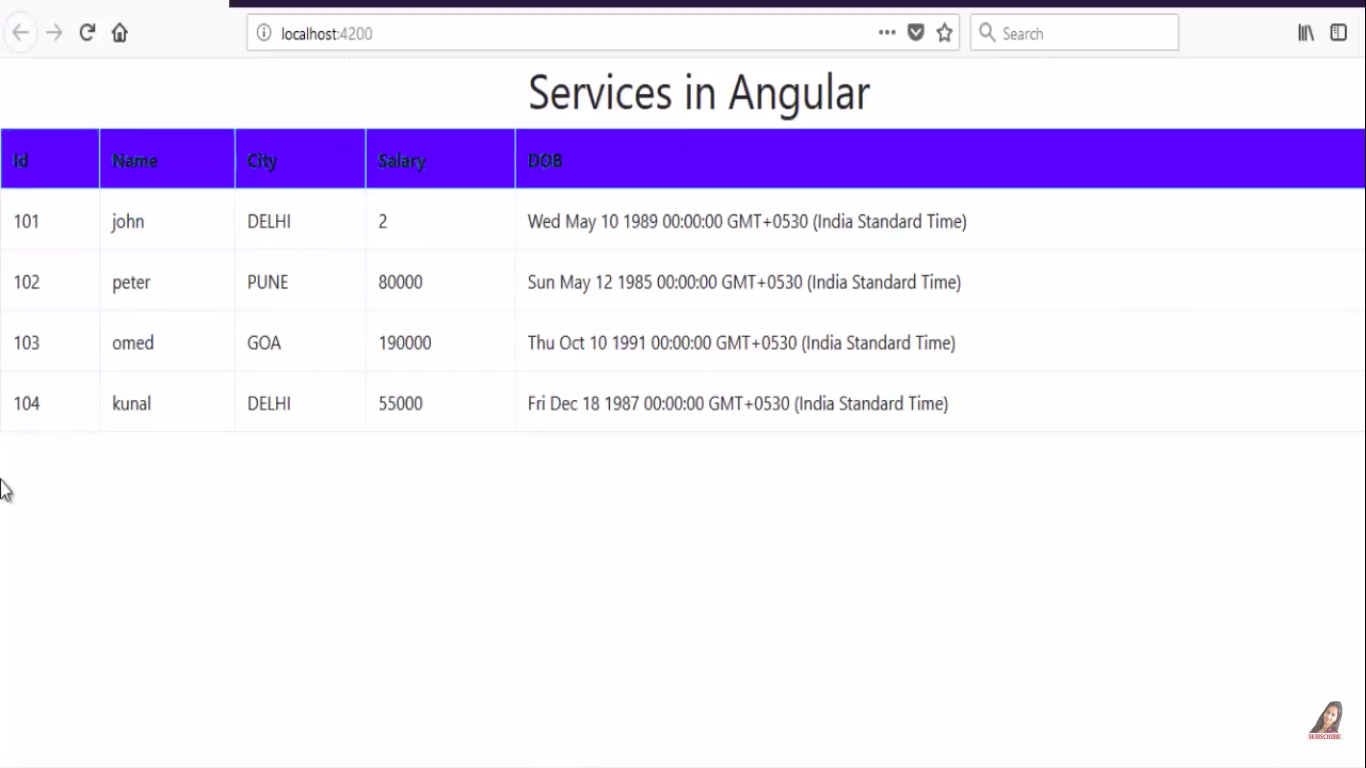 localhost:4200
Search
Services in Angular
Id Name City Salary DOB
101 john DELHI 2 Wed May 10 1989 00:00:00 GMT+0530 (India Standard Time)
102 peter PUNE 80000 Sun May 12 1985 00:00:00 GMT+0530 (India Standard Time)
103 omed GOA 190000 Thu Oct 10 1991 00:00:00 GMT+0530 (India Standard Time)
104 kunal DELHI 55000 Fri Dec 18 1987 00:00:00 GMT+0530 (India Standard Time)
SUBSCRIBE